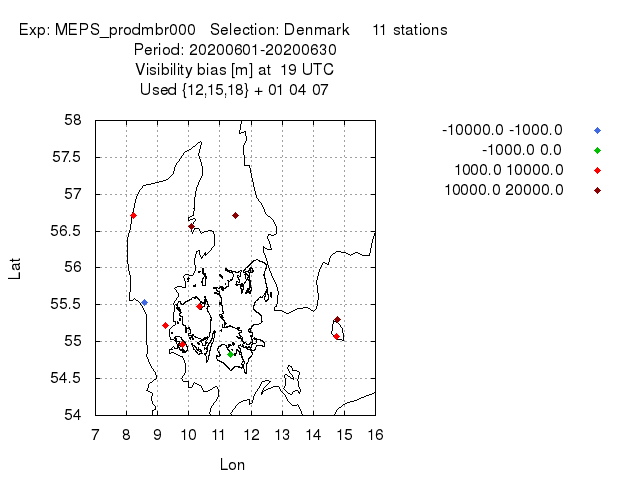 Exp: MEPS_prodmbr000   Selection: Denmark     11 stations
Period: 20200601-20200630
Visibility bias [m] at  19 UTC
Used {12,15,18} + 01 04 07
-10000.0 -1000.0
-1000.0 0.0
1000.0 10000.0
10000.0 20000.0
58
57.5
57
56.5
56
55.5
55
54.5
54
Lat
7 8 9 10 11 12 13 14 15 16
Lon